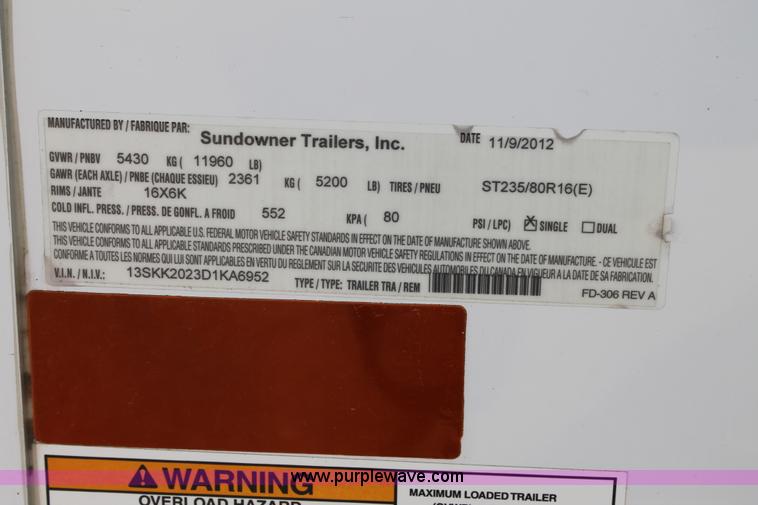 MANUFACTURED BY / FABRIQUE PAR: Sundowner Trailers, Inc. DATE 11/9/2012
GVWR / PNBV 5430 KG ( 11960 LB)
GAWR (EACH AXLE) / PNBE (CHAQUE ESSIEU) 2361 KG ( 5200 LB) TIRES / PNEU ST235/80R16(E)
RIMS / JANTE 16X6K
COLD INFL. PRESS. / PRESS. DE GONFL. A FROID 552 KPA ( 80 PSI / LPC) X SINGLE DUAL
THIS VEHICLE CONFORMS TO ALL APPLICABLE U.S. FEDERAL MOTOR VEHICLE SAFETY STANDARDS IN EFFECT ON THE DATE OF MANUFACTURE SHOWN ABOVE.
THIS VEHICLE CONFORMS TO ALL APPLICABLE STANDARDS PRESCRIBED UNDER THE CANADIAN MOTOR VEHICLE SAFETY REGULATIONS IN EFFECT ON THE DATE OF MANUFACTURE - CE VEHICULE EST
CONFORME A TOUTES LES NORMES QUI LUI SONT APPLICABLES EN VERTU DU REGLEMENT SUR LA SECURITE DES VEHICULES AUTOMOBILES DU CANADA EN VIGUEUR A LA DATE DE SA FABRICATION.
V.I.N. / N.I.V.: 13SKK2023D1KA6952 TYPE / TYPE: TRAILER TRA / REM
FD-306 REV A
WARNING
www.purplewave.com
OVERLOAD HAZARD
MAXIMUM LOADED TRAILER